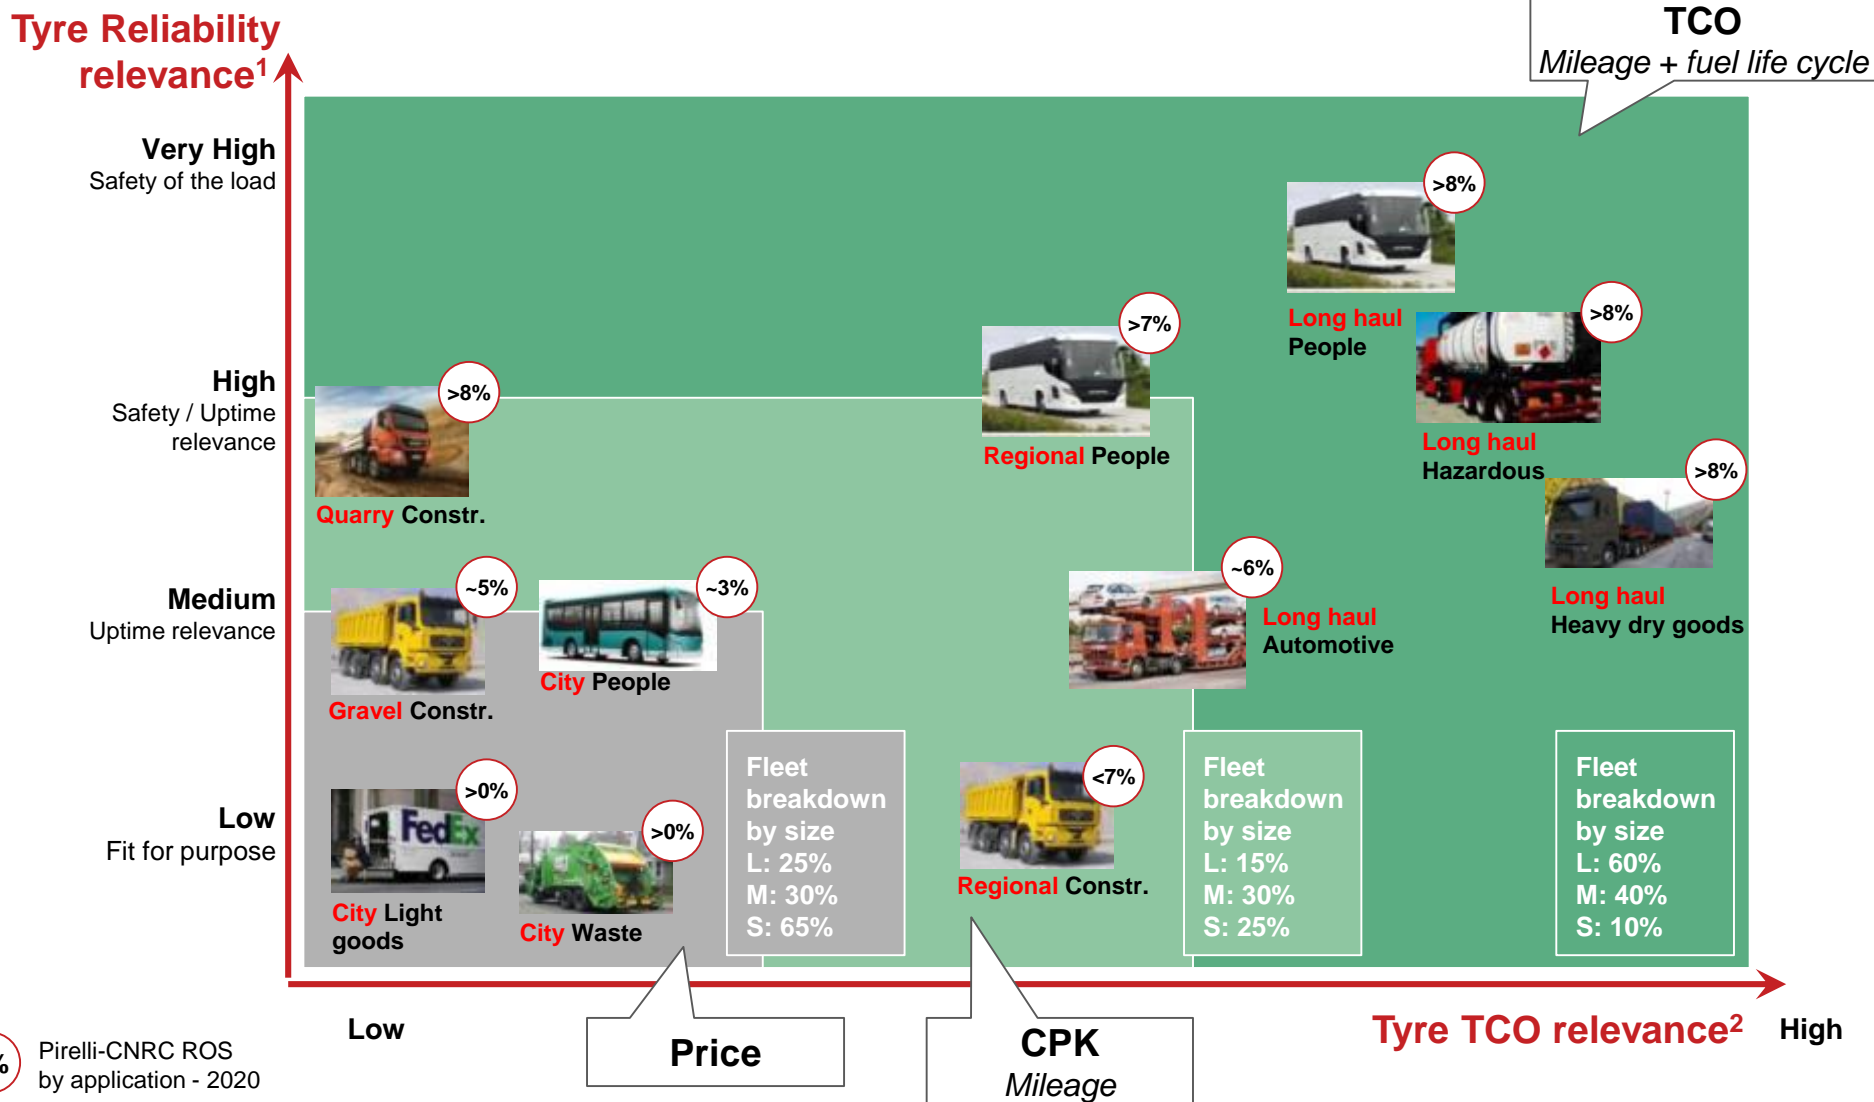 Tyre Reliability
relevance1
TCO
Mileage + fuel life cycle
Very High
Safety of the load
>8%
Long haul
People
>8%
Long haul
Hazardous
>7%
Regional People
High
Safety / Uptime
relevance
>8%
Quarry Constr.
>8%
Long haul
Heavy dry goods
Medium
Uptime relevance
~5%
Gravel Constr.
~3%
City People
~6%
Long haul
Automotive
Low
Fit for purpose
>0%
FedEx
City Light
goods
>0%
City Waste
Fleet
breakdown
by size
L: 25%
M: 30%
S: 65%
<7%
Regional Constr.
Fleet
breakdown
by size
L: 15%
M: 30%
S: 25%
Fleet
breakdown
by size
L: 60%
M: 40%
S: 10%
Low
Price
CPK
Mileage
Tyre TCO relevance2
High
%
Pirelli-CNRC ROS
by application - 2020